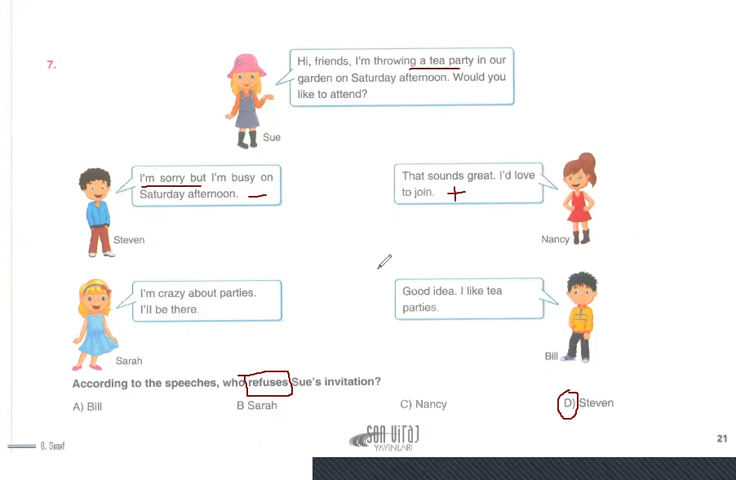 7.
Hi, friends, I'm throwing a tea party in our
garden on Saturday afternoon. Would you
like to attend?
Sue
I'm sorry but I'm busy on
Saturday afternoon.
Steven
That sounds great. I'd love
to join.
Nancy
I'm crazy about parties.
I'll be there.
Sarah
Good idea. I like tea
parties.
Bill
According to the speeches, who refuses Sue's invitation?
A) Bill
B Sarah
C) Nancy
D) Steven
8. Sınıf
Son Viraj
YAYINLARI
21